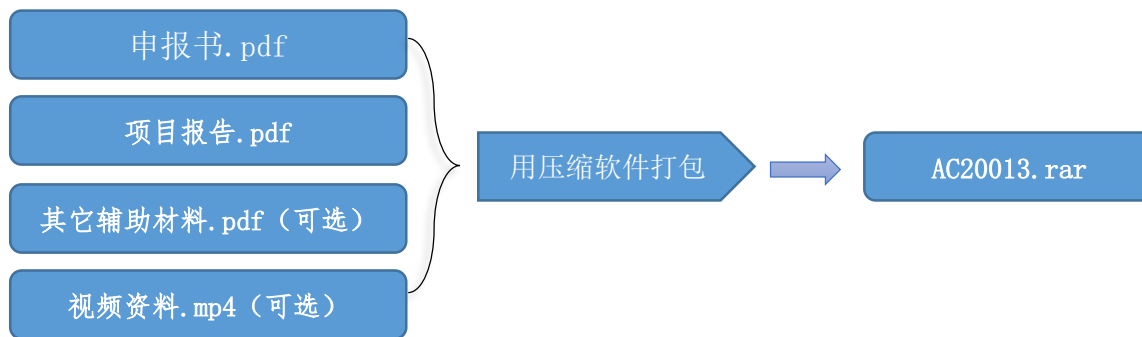 申报书.pdf
项目报告.pdf
其它辅助材料.pdf（可选）
视频资料.mp4（可选）
用压缩软件打包
AC20013.rar